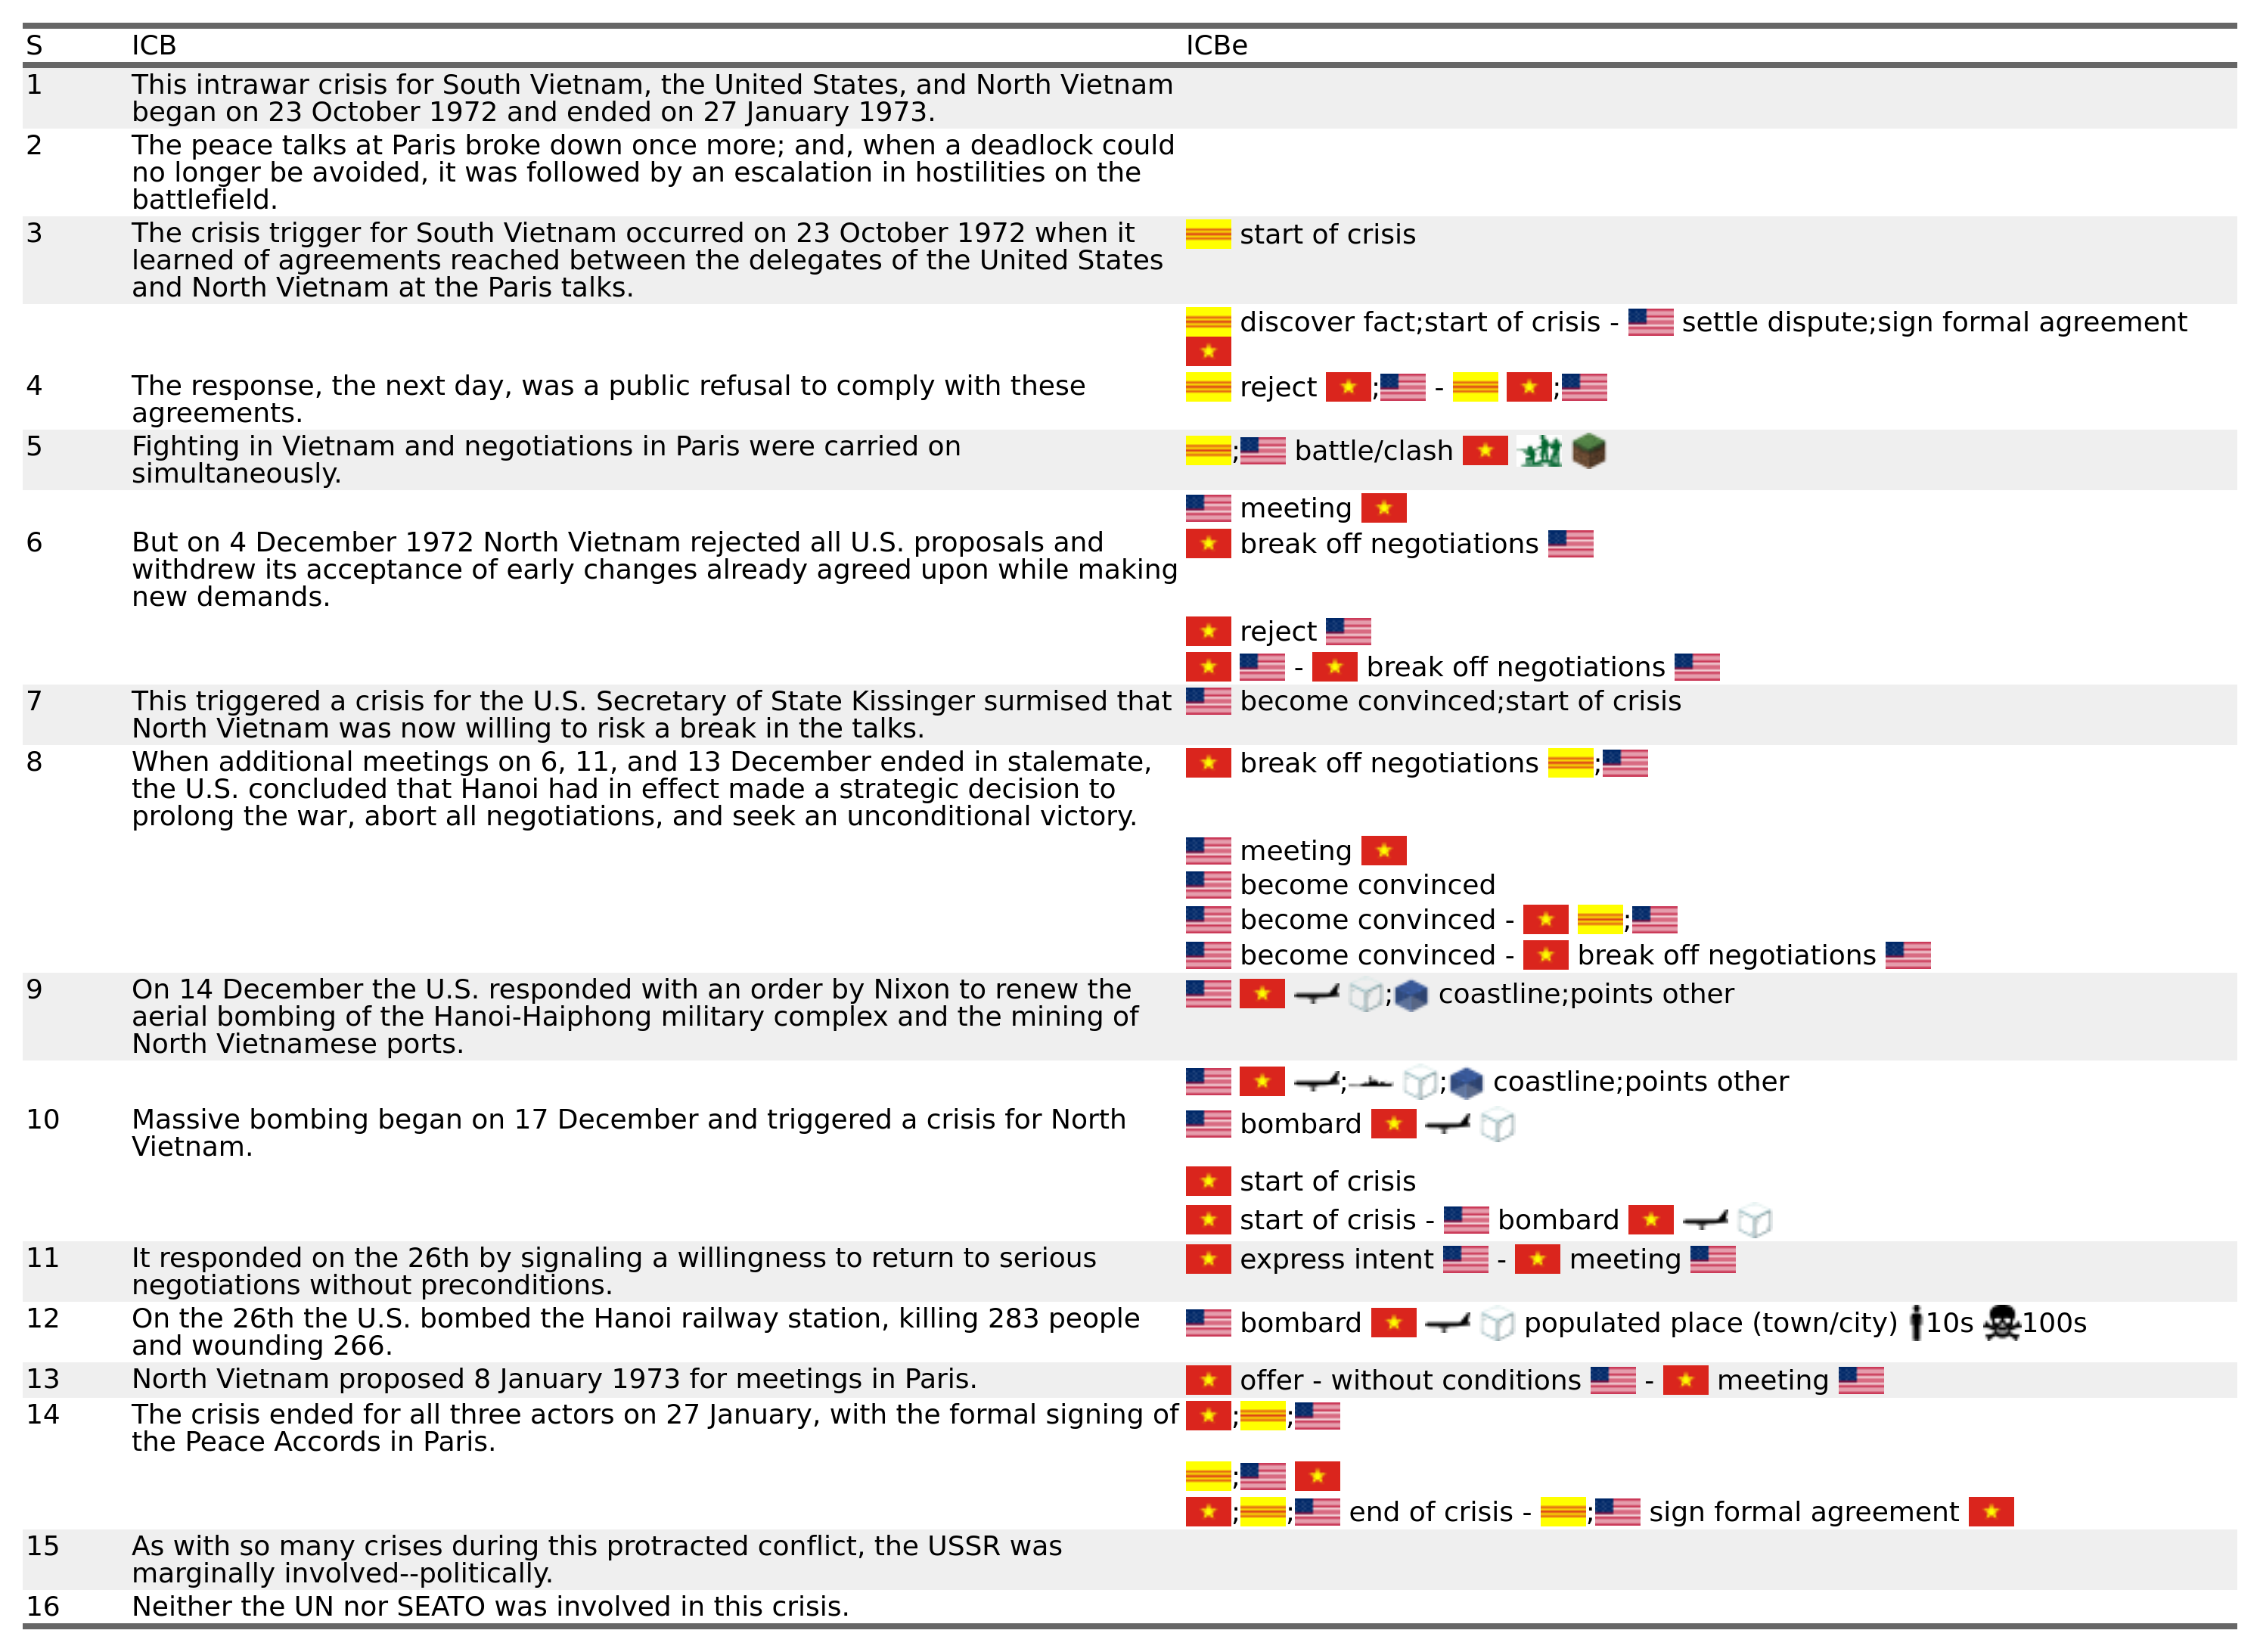 S ICB ICBe
1 This intrawar crisis for South Vietnam, the United States, and North Vietnam
began on 23 October 1972 and ended on 27 January 1973.
2 The peace talks at Paris broke down once more; and, when a deadlock could
no longer be avoided, it was followed by an escalation in hostilities on the
battlefield.
3 The crisis trigger for South Vietnam occurred on 23 October 1972 when it start of crisis
learned of agreements reached between the delegates of the United States
and North Vietnam at the Paris talks.
discover fact;start of crisis - settle dispute;sign formal agreement
4 The response, the next day, was a public refusal to comply with these reject ; - ;
agreements.
5 Fighting in Vietnam and negotiations in Paris were carried on ; battle/clash
simultaneously.
meeting
6 But on 4 December 1972 North Vietnam rejected all U.S. proposals and break off negotiations
withdrew its acceptance of early changes already agreed upon while making
new demands.
reject
- break off negotiations
7 This triggered a crisis for the U.S. Secretary of State Kissinger surmised that become convinced;start of crisis
North Vietnam was now willing to risk a break in the talks.
8 When additional meetings on 6, 11, and 13 December ended in stalemate, break off negotiations ;
the U.S. concluded that Hanoi had in effect made a strategic decision to
prolong the war, abort all negotiations, and seek an unconditional victory.
meeting
become convinced
become convinced - ;
become convinced - break off negotiations
9 On 14 December the U.S. responded with an order by Nixon to renew the ; coastline;points other
aerial bombing of the Hanoi-Haiphong military complex and the mining of
North Vietnamese ports.
; ; coastline;points other
10 Massive bombing began on 17 December and triggered a crisis for North bombard
Vietnam.
start of crisis
start of crisis - bombard
11 It responded on the 26th by signaling a willingness to return to serious express intent - meeting
negotiations without preconditions.
12 On the 26th the U.S. bombed the Hanoi railway station, killing 283 people bombard populated place (town/city) 10s 100s
and wounding 266.
13 North Vietnam proposed 8 January 1973 for meetings in Paris. offer - without conditions - meeting
14 The crisis ended for all three actors on 27 January, with the formal signing of ; ;
the Peace Accords in Paris.
;
; ; end of crisis - ; sign formal agreement
15 As with so many crises during this protracted conflict, the USSR was
marginally involved--politically.
16 Neither the UN nor SEATO was involved in this crisis.